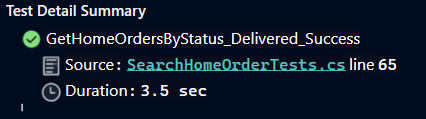 Test Detail Summary
GetHomeOrdersByStatus_Delivered_Success
Source: SearchHomeOrderTests.cs line 65
Duration: 3.5 sec